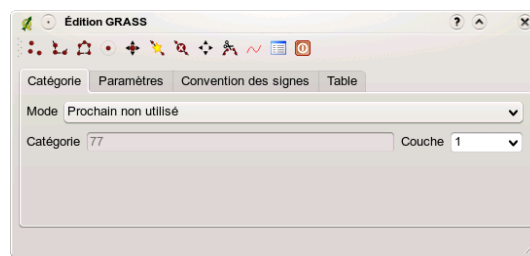 Édition GRASS
Catégorie Paramètres Convention des signes Table
Mode Prochain non utilisé
Catégorie 77 Couche 1